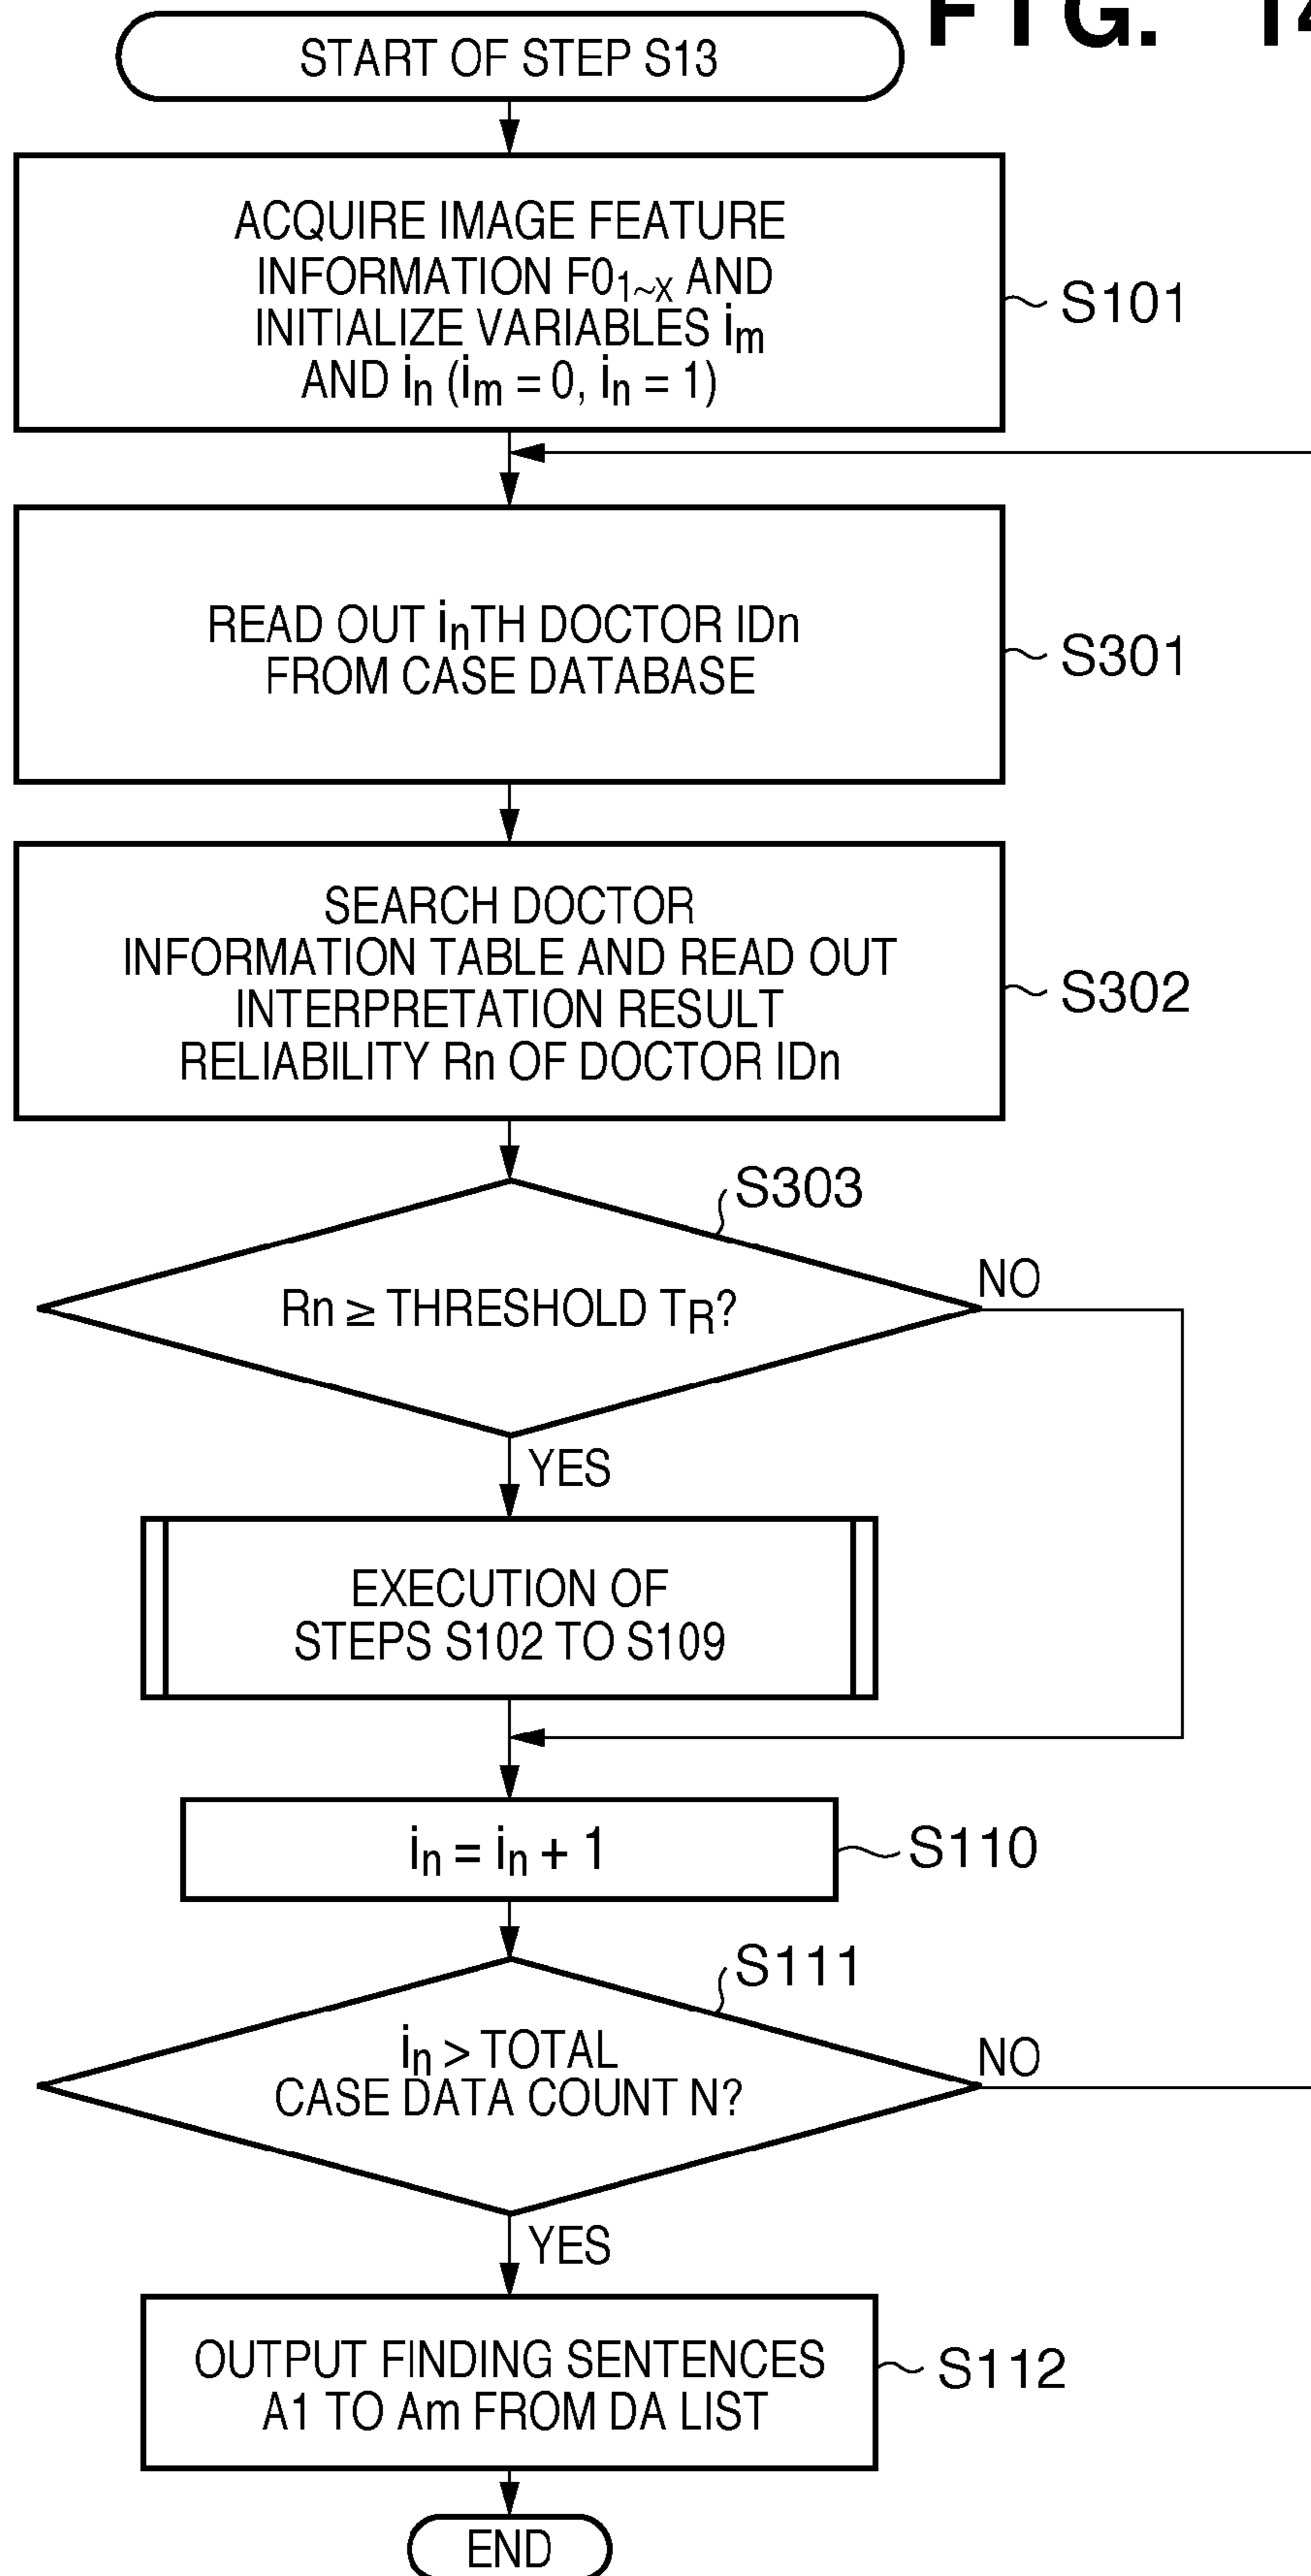 FIG. 14
START OF STEP S13
ACQUIRE IMAGE FEATURE
INFORMATION F0₁~ₓ AND
INITIALIZE VARIABLES iₘ
AND iₙ (iₘ = 0, iₙ = 1)
S101
READ OUT iₙTH DOCTOR IDn
FROM CASE DATABASE
S301
SEARCH DOCTOR
INFORMATION TABLE AND READ OUT
INTERPRETATION RESULT
RELIABILITY Rn OF DOCTOR IDn
S302
S303
Rn ≥ THRESHOLD T_R?
NO
YES
EXECUTION OF
STEPS S102 TO S109
iₙ = iₙ + 1
S110
S111
iₙ > TOTAL
CASE DATA COUNT N?
NO
YES
OUTPUT FINDING SENTENCES
A1 TO Am FROM DA LIST
S112
END